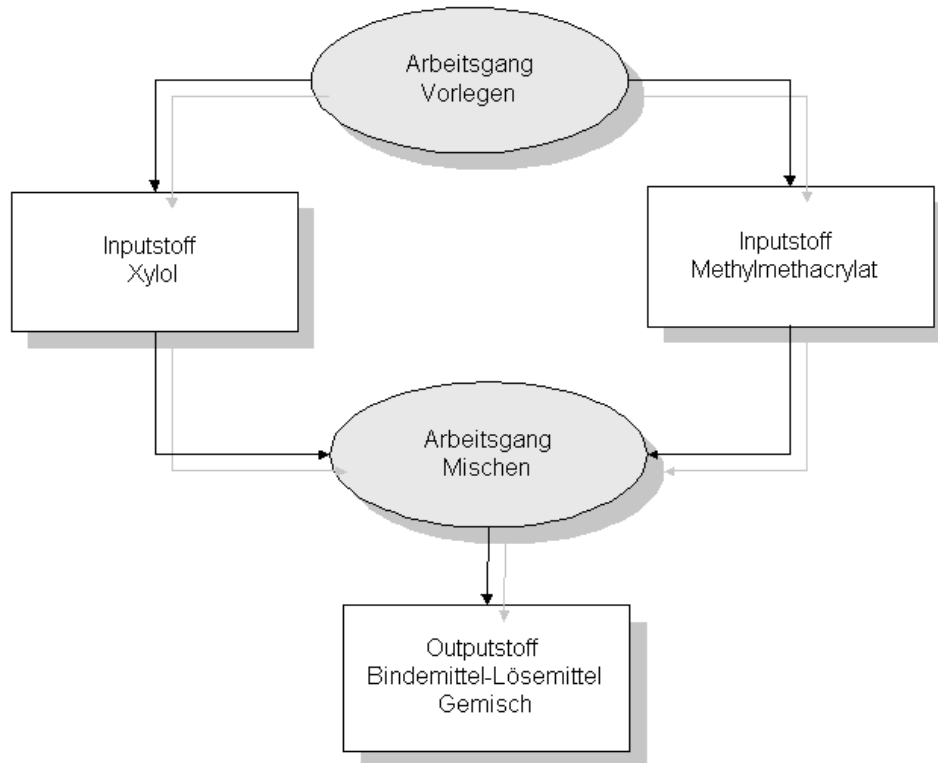 Arbeitsgang
Vorlegen
Inputstoff
Xylol
Inputstoff
Methylmethacrylat
Arbeitsgang
Mischen
Outputstoff
Bindemittel-Lösemittel
Gemisch